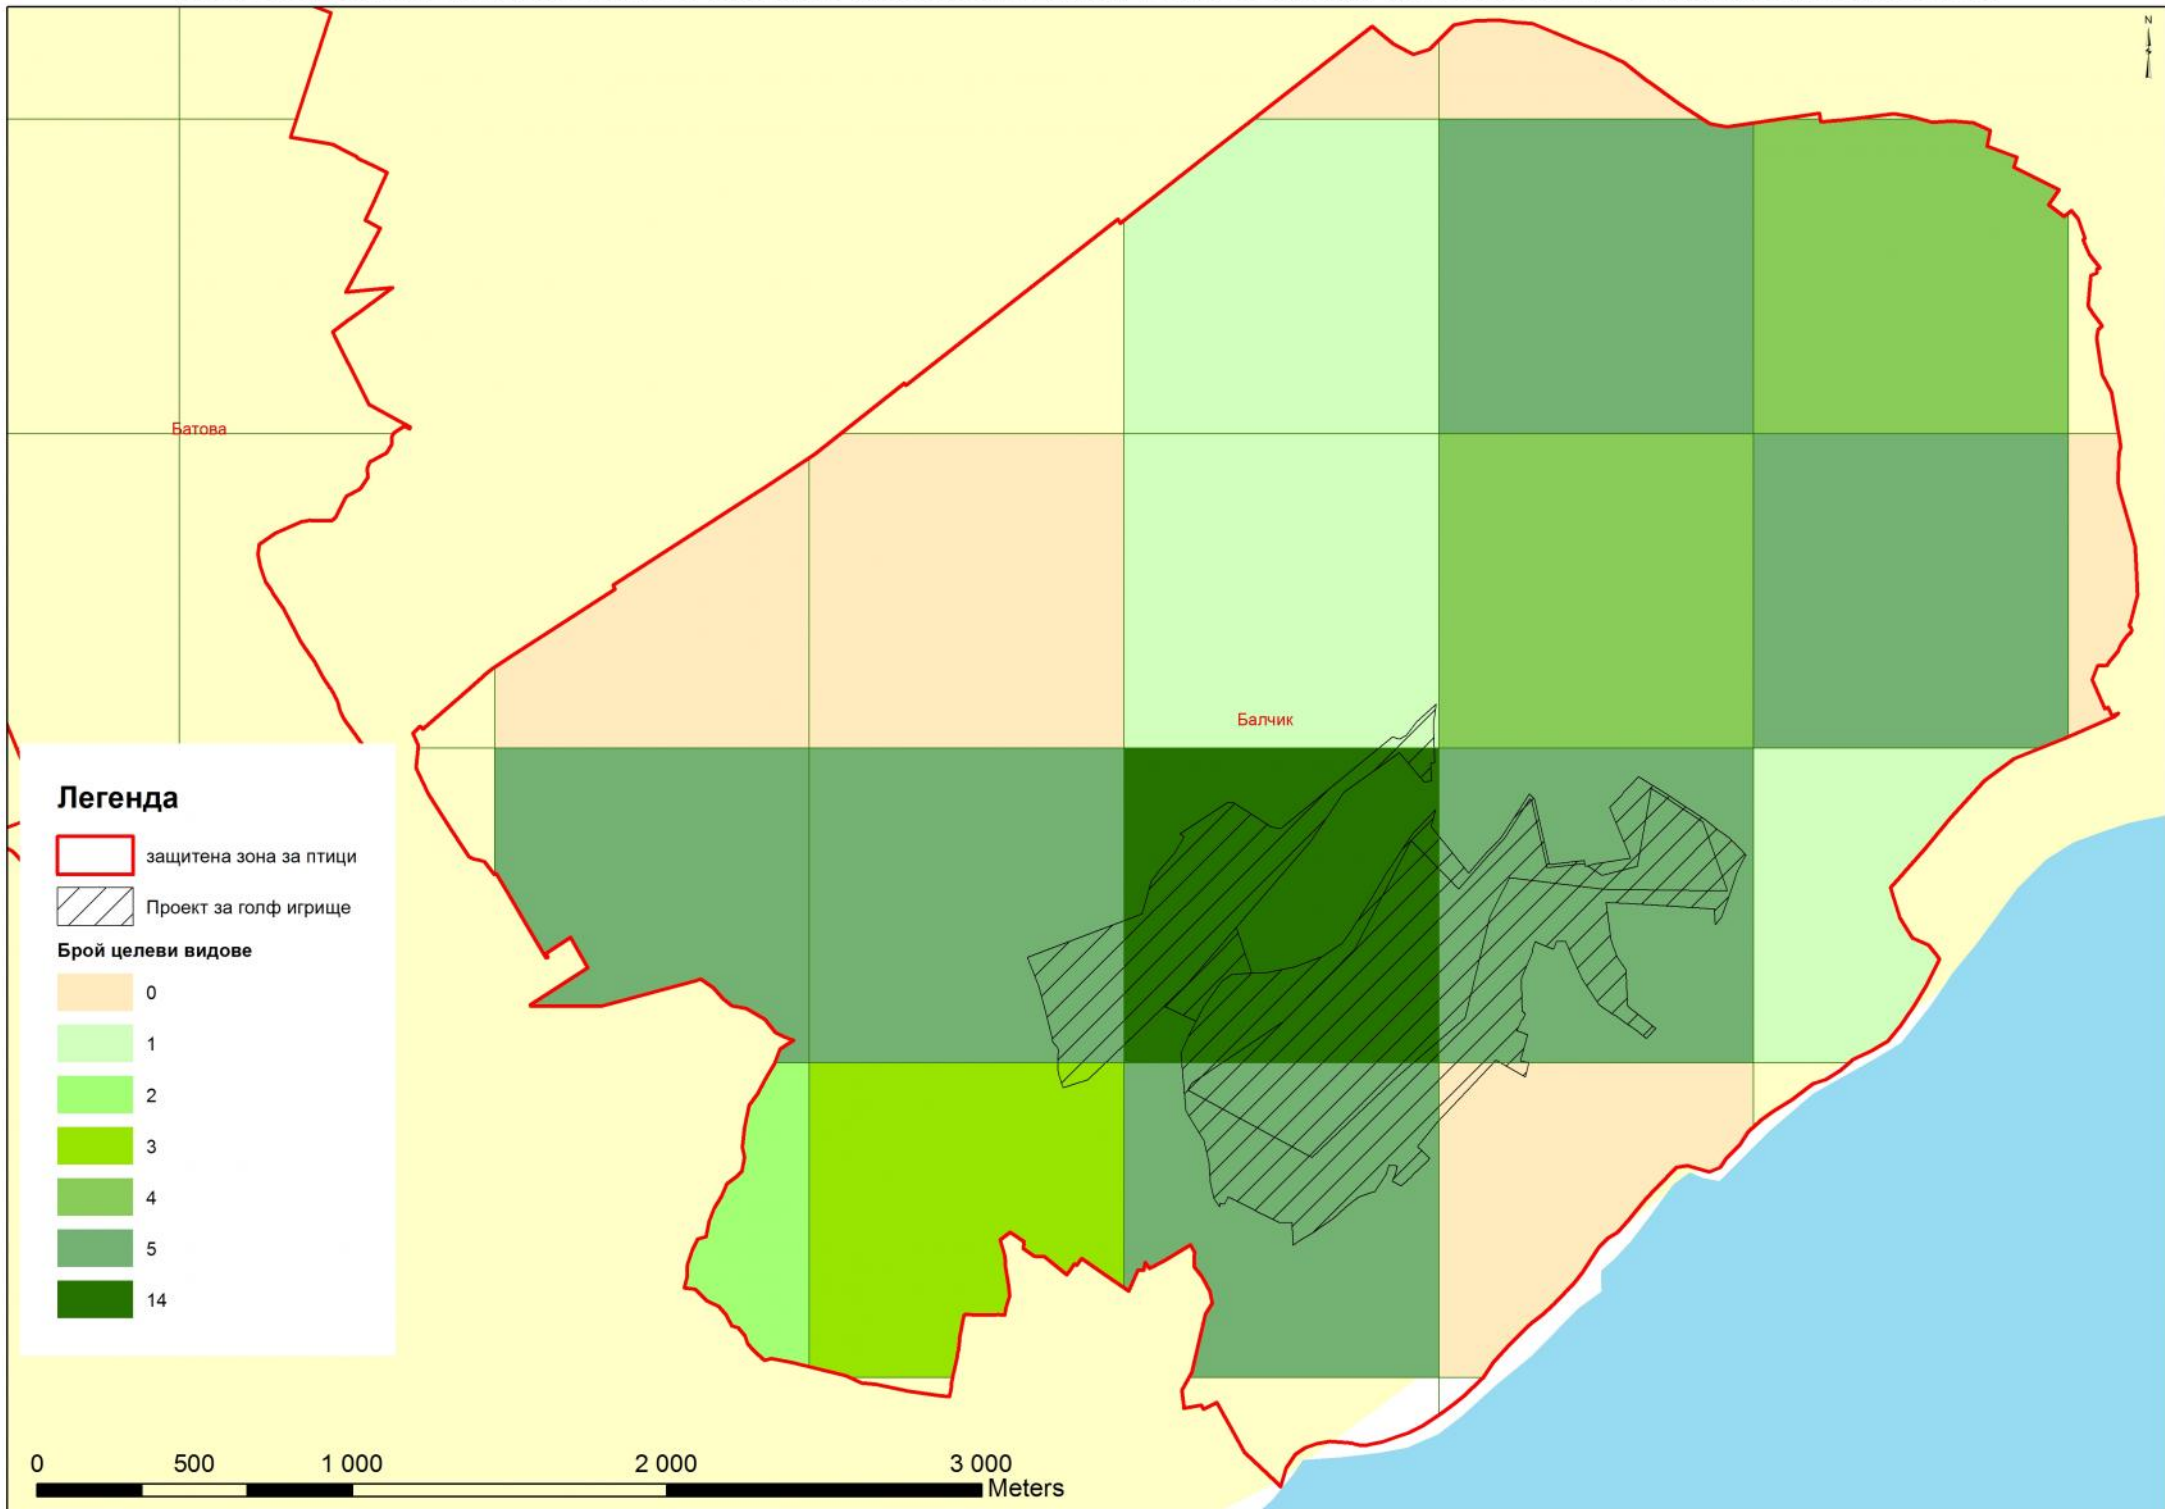 N
Батова
Балчик
Легенда
защитена зона за птици
Проект за голф игрище
Брой целеви видове
0
1
2
3
4
5
14
0 500 1 000 2 000 3 000
Meters